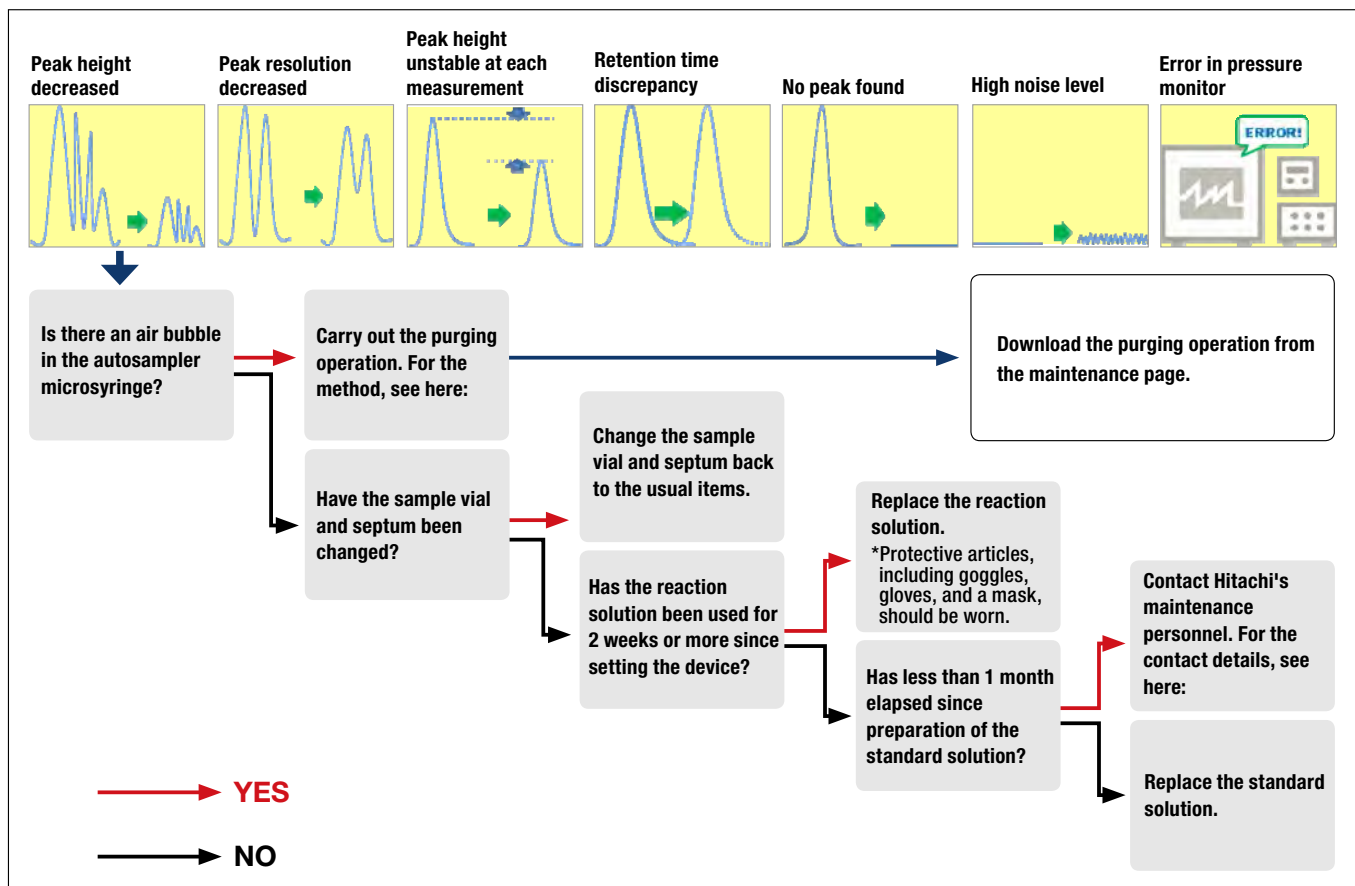 Peak height
decreased
Peak resolution
decreased
Peak height
unstable at each
measurement
Retention time
discrepancy
No peak found
High noise level
Error in pressure
monitor
ERROR!
Is there an air bubble
in the autosampler
microsyringe?
Carry out the purging
operation. For the
method, see here:
Download the purging operation from
the maintenance page.
Have the sample vial
and septum been
changed?
Change the sample
vial and septum back
to the usual items.
Has the reaction
solution been used for
2 weeks or more since
setting the device?
Replace the reaction
solution.
*Protective articles,
including goggles,
gloves, and a mask,
should be worn.
Has less than 1 month
elapsed since
preparation of the
standard solution?
Contact Hitachi's
maintenance
personnel. For the
contact details, see
here:
Replace the standard
solution.
YES
NO